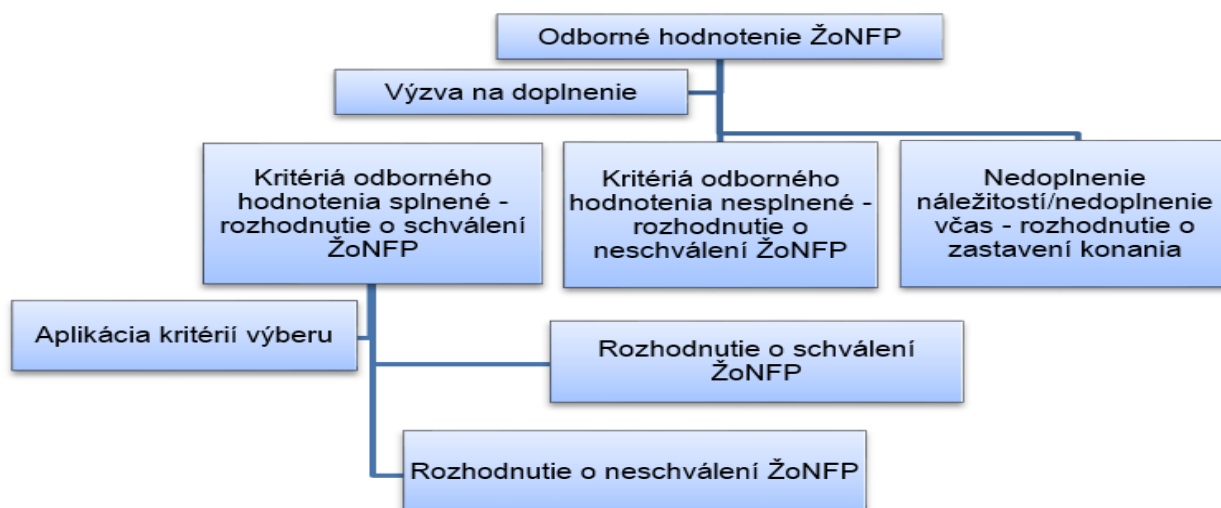 Odborné hodnotenie ŽoNFP
Výzva na doplnenie
Kritériá odborného
hodnotenia splnené -
rozhodnutie o schválení
ŽoNFP
Kritériá odborného
hodnotenia nesplnené -
rozhodnutie o
neschválení ŽoNFP
Nedoplnenie
náležitostí/nedoplnenie
včas - rozhodnutie o
zastavení konania
Aplikácia kritérií výberu
Rozhodnutie o schválení
ŽoNFP
Rozhodnutie o neschválení ŽoNFP